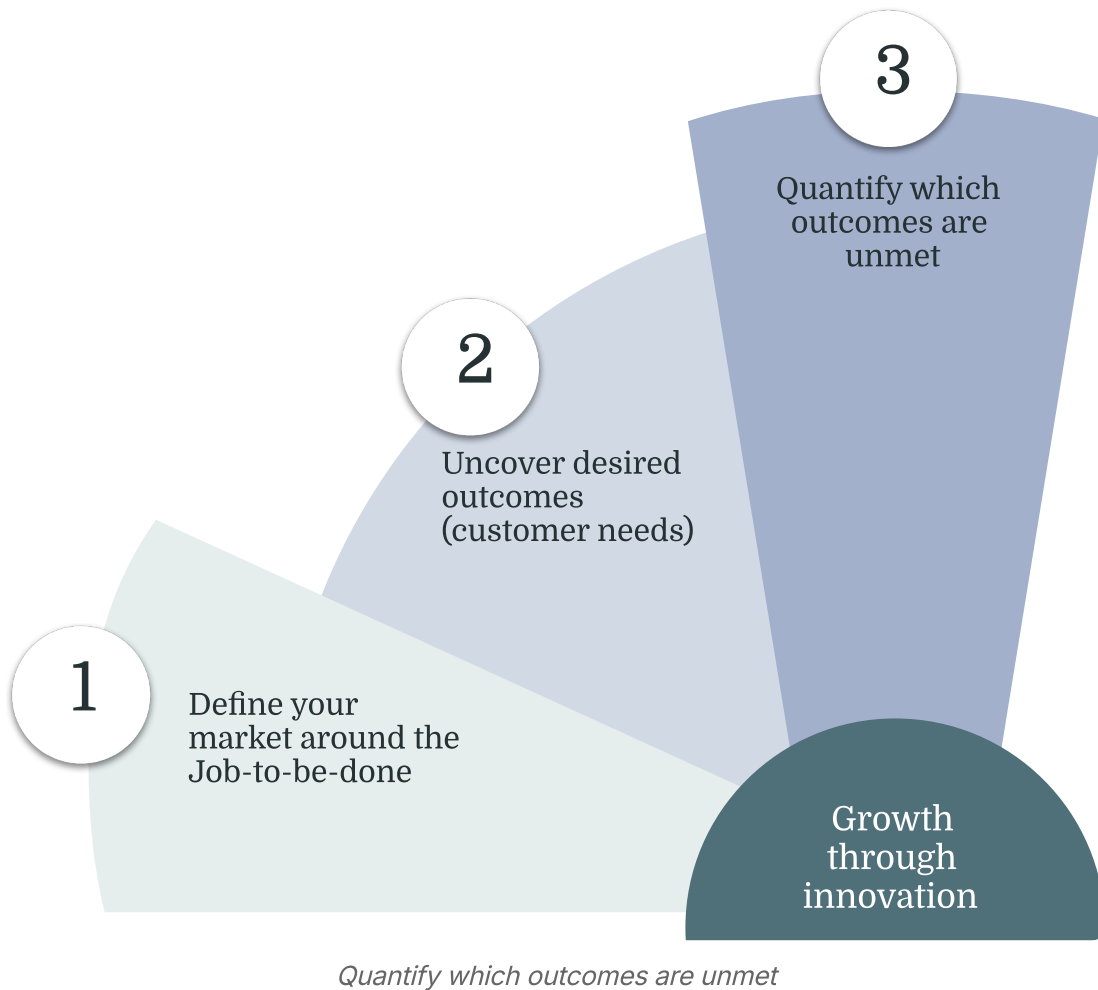 3
Quantify which
outcomes are
unmet
2
Uncover desired
outcomes
(customer needs)
1
Define your
market around the
Job-to-be-done
Growth
through
innovation
Quantify which outcomes are unmet